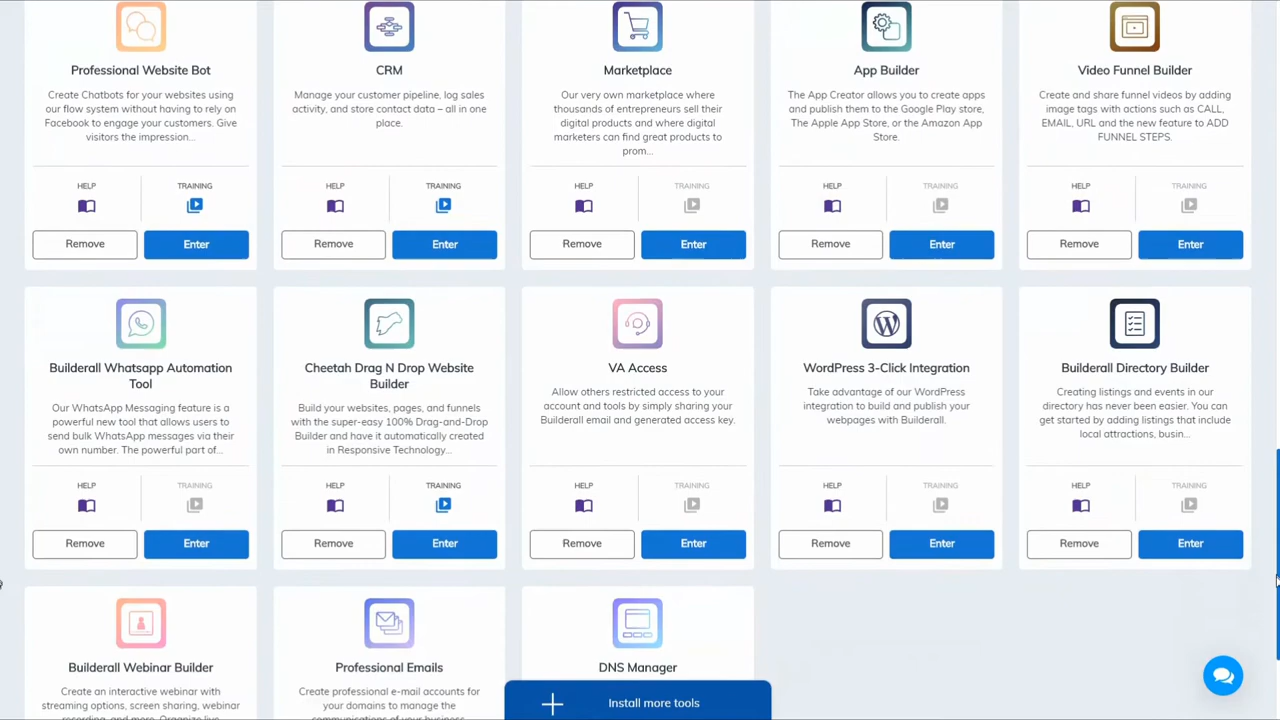 Professional Website Bot
Create Chatbots for your websites using
our flow system without having to rely on
Facebook to engage your customers. Give
visitors the impression...
HELP
TRAINING
Remove
Enter
CRM
Manage your customer pipeline, log sales
activity, and store contact data – all in one
place.
HELP
TRAINING
Remove
Enter
Marketplace
Our very own marketplace where
thousands of entrepreneurs sell their
digital products and where digital
marketers can find great products to
prom...
HELP
TRAINING
Remove
Enter
App Builder
The App Creator allows you to create apps
and publish them to the Google Play store,
The Apple App Store, or the Amazon App
Store.
HELP
TRAINING
Remove
Enter
Video Funnel Builder
Create and share funnel videos by adding
image tags with actions such as CALL,
EMAIL, URL and the new feature to ADD
FUNNEL STEPS.
HELP
TRAINING
Remove
Enter
Builderall Whatsapp Automation
Tool
Our WhatsApp Messaging feature is a
powerful new tool that allows users to
send bulk WhatsApp messages via their
own number. The powerful part of...
HELP
TRAINING
Remove
Enter
Cheetah Drag N Drop Website
Builder
Build your websites, pages, and funnels
with the super-easy 100% Drag-and-Drop
Builder and have it automatically created
in Responsive Technology...
HELP
TRAINING
Remove
Enter
VA Access
Allow others restricted access to your
account and tools by simply sharing your
Builderall email and generated access key.
HELP
TRAINING
Remove
Enter
WordPress 3-Click Integration
Take advantage of our WordPress
integration to build and publish your
webpages with Builderall.
HELP
TRAINING
Remove
Enter
Builderall Directory Builder
Creating listings and events in our
directory has never been easier. You can
get started by adding listings that include
local attractions, busin...
HELP
TRAINING
Remove
Enter
Builderall Webinar Builder
Create an interactive webinar with
streaming options, screen sharing, webinar
recording, and more. Organize live
Professional Emails
Create professional e-mail accounts for
your domains to manage the
communications of your business
DNS Manager
Install more tools